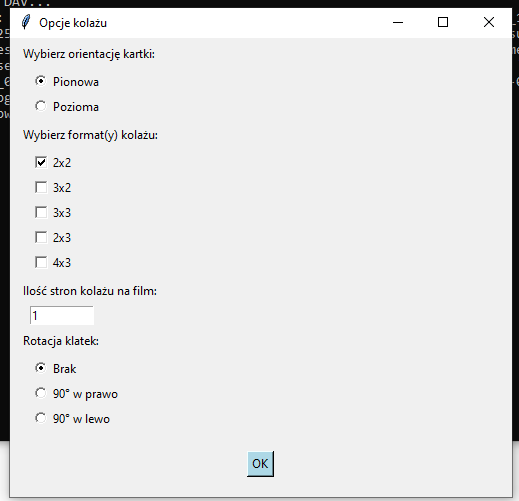 DAV...
Opcje kolażu
Wybierz orientację kartki:
Pionowa
Pozioma
Wybierz format(y) kolażu:
2x2
3x2
3x3
2x3
4x3
Ilość stron kolażu na film:
1
Rotacja klatek:
Brak
90° w prawo
90° w lewo
OK